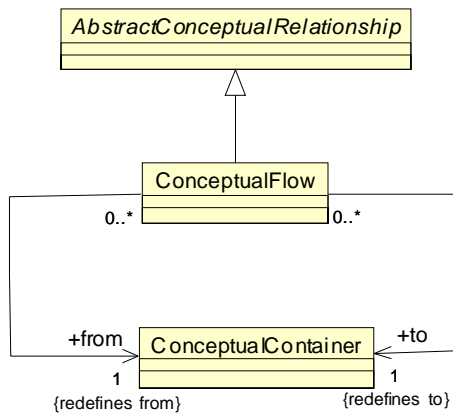 AbstractConceptualRelationship
ConceptualFlow
0..* 0..*
+from ConceptualContainer +to
1 1
{redefines from} {redefines to}